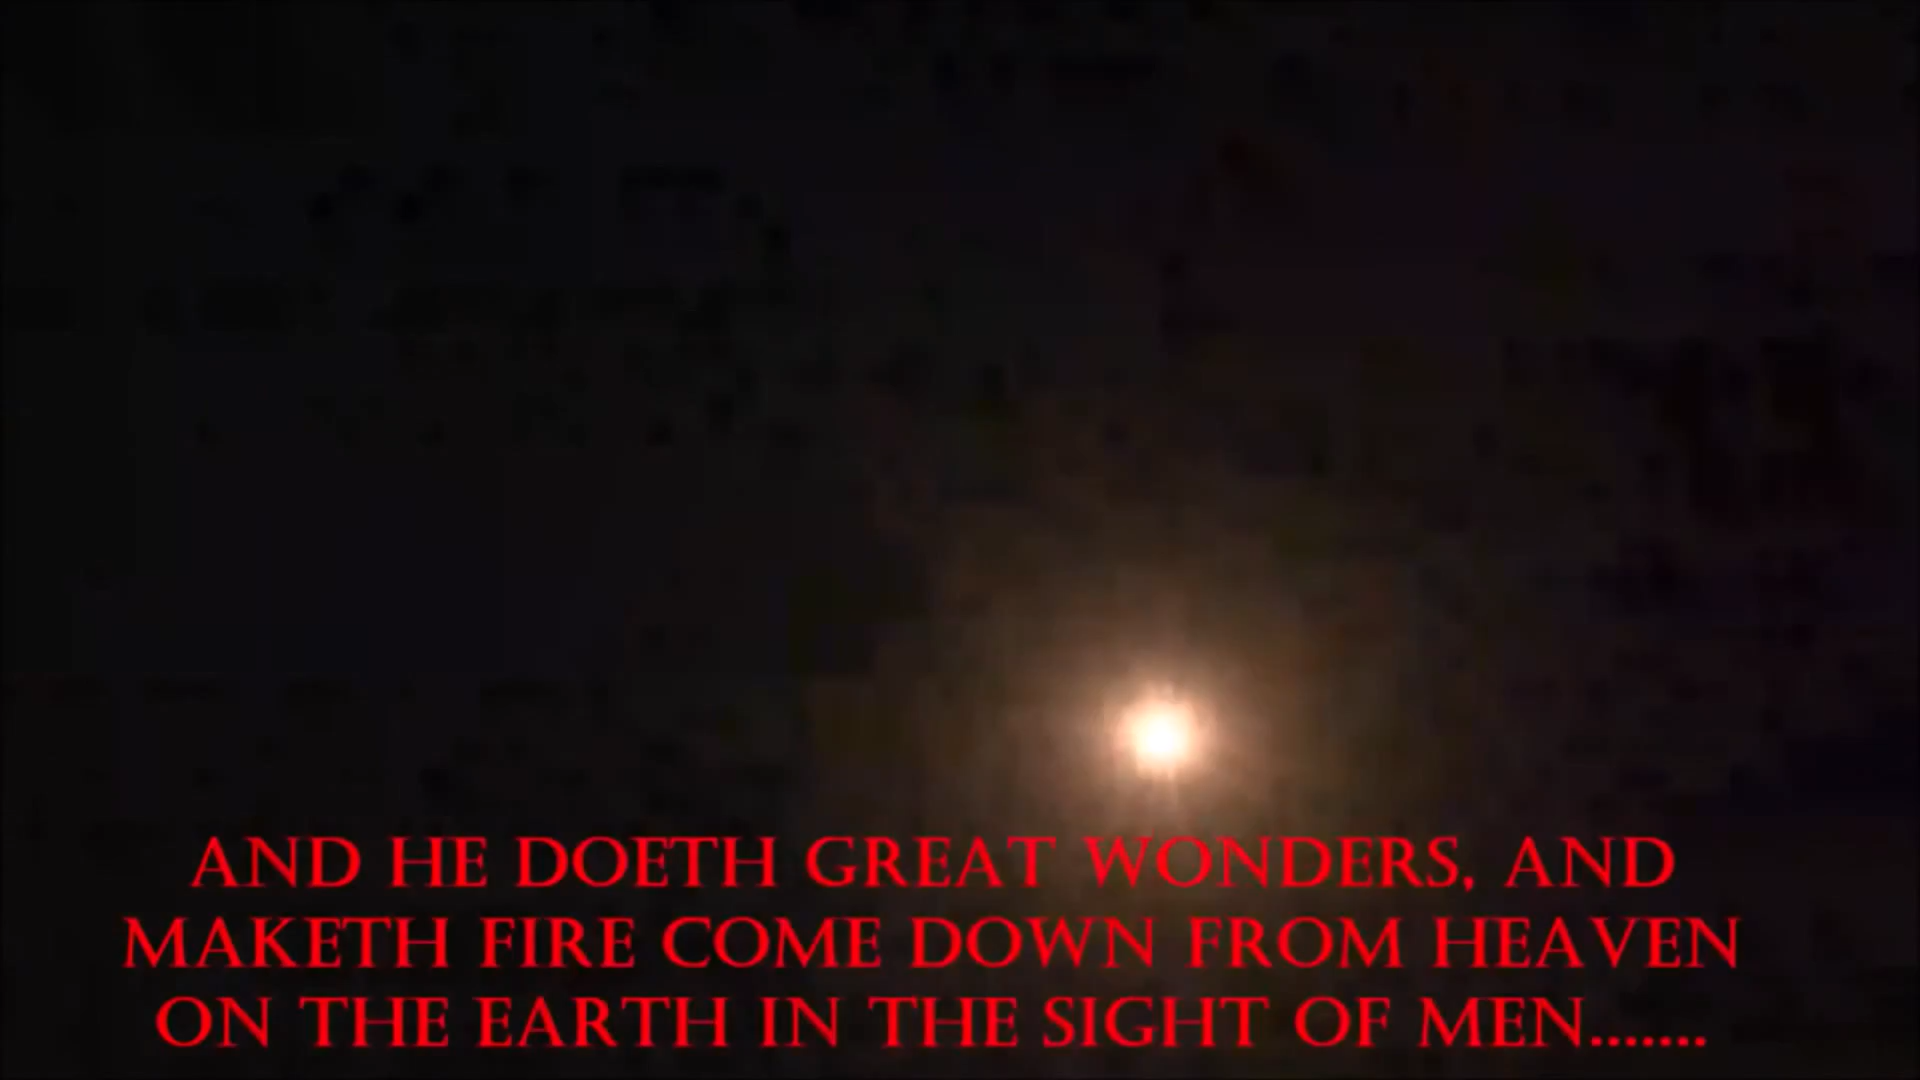 AND HE DOETH GREAT WONDERS, AND
MAKETH FIRE COME DOWN FROM HEAVEN
ON THE EARTH IN THE SIGHT OF MEN.......